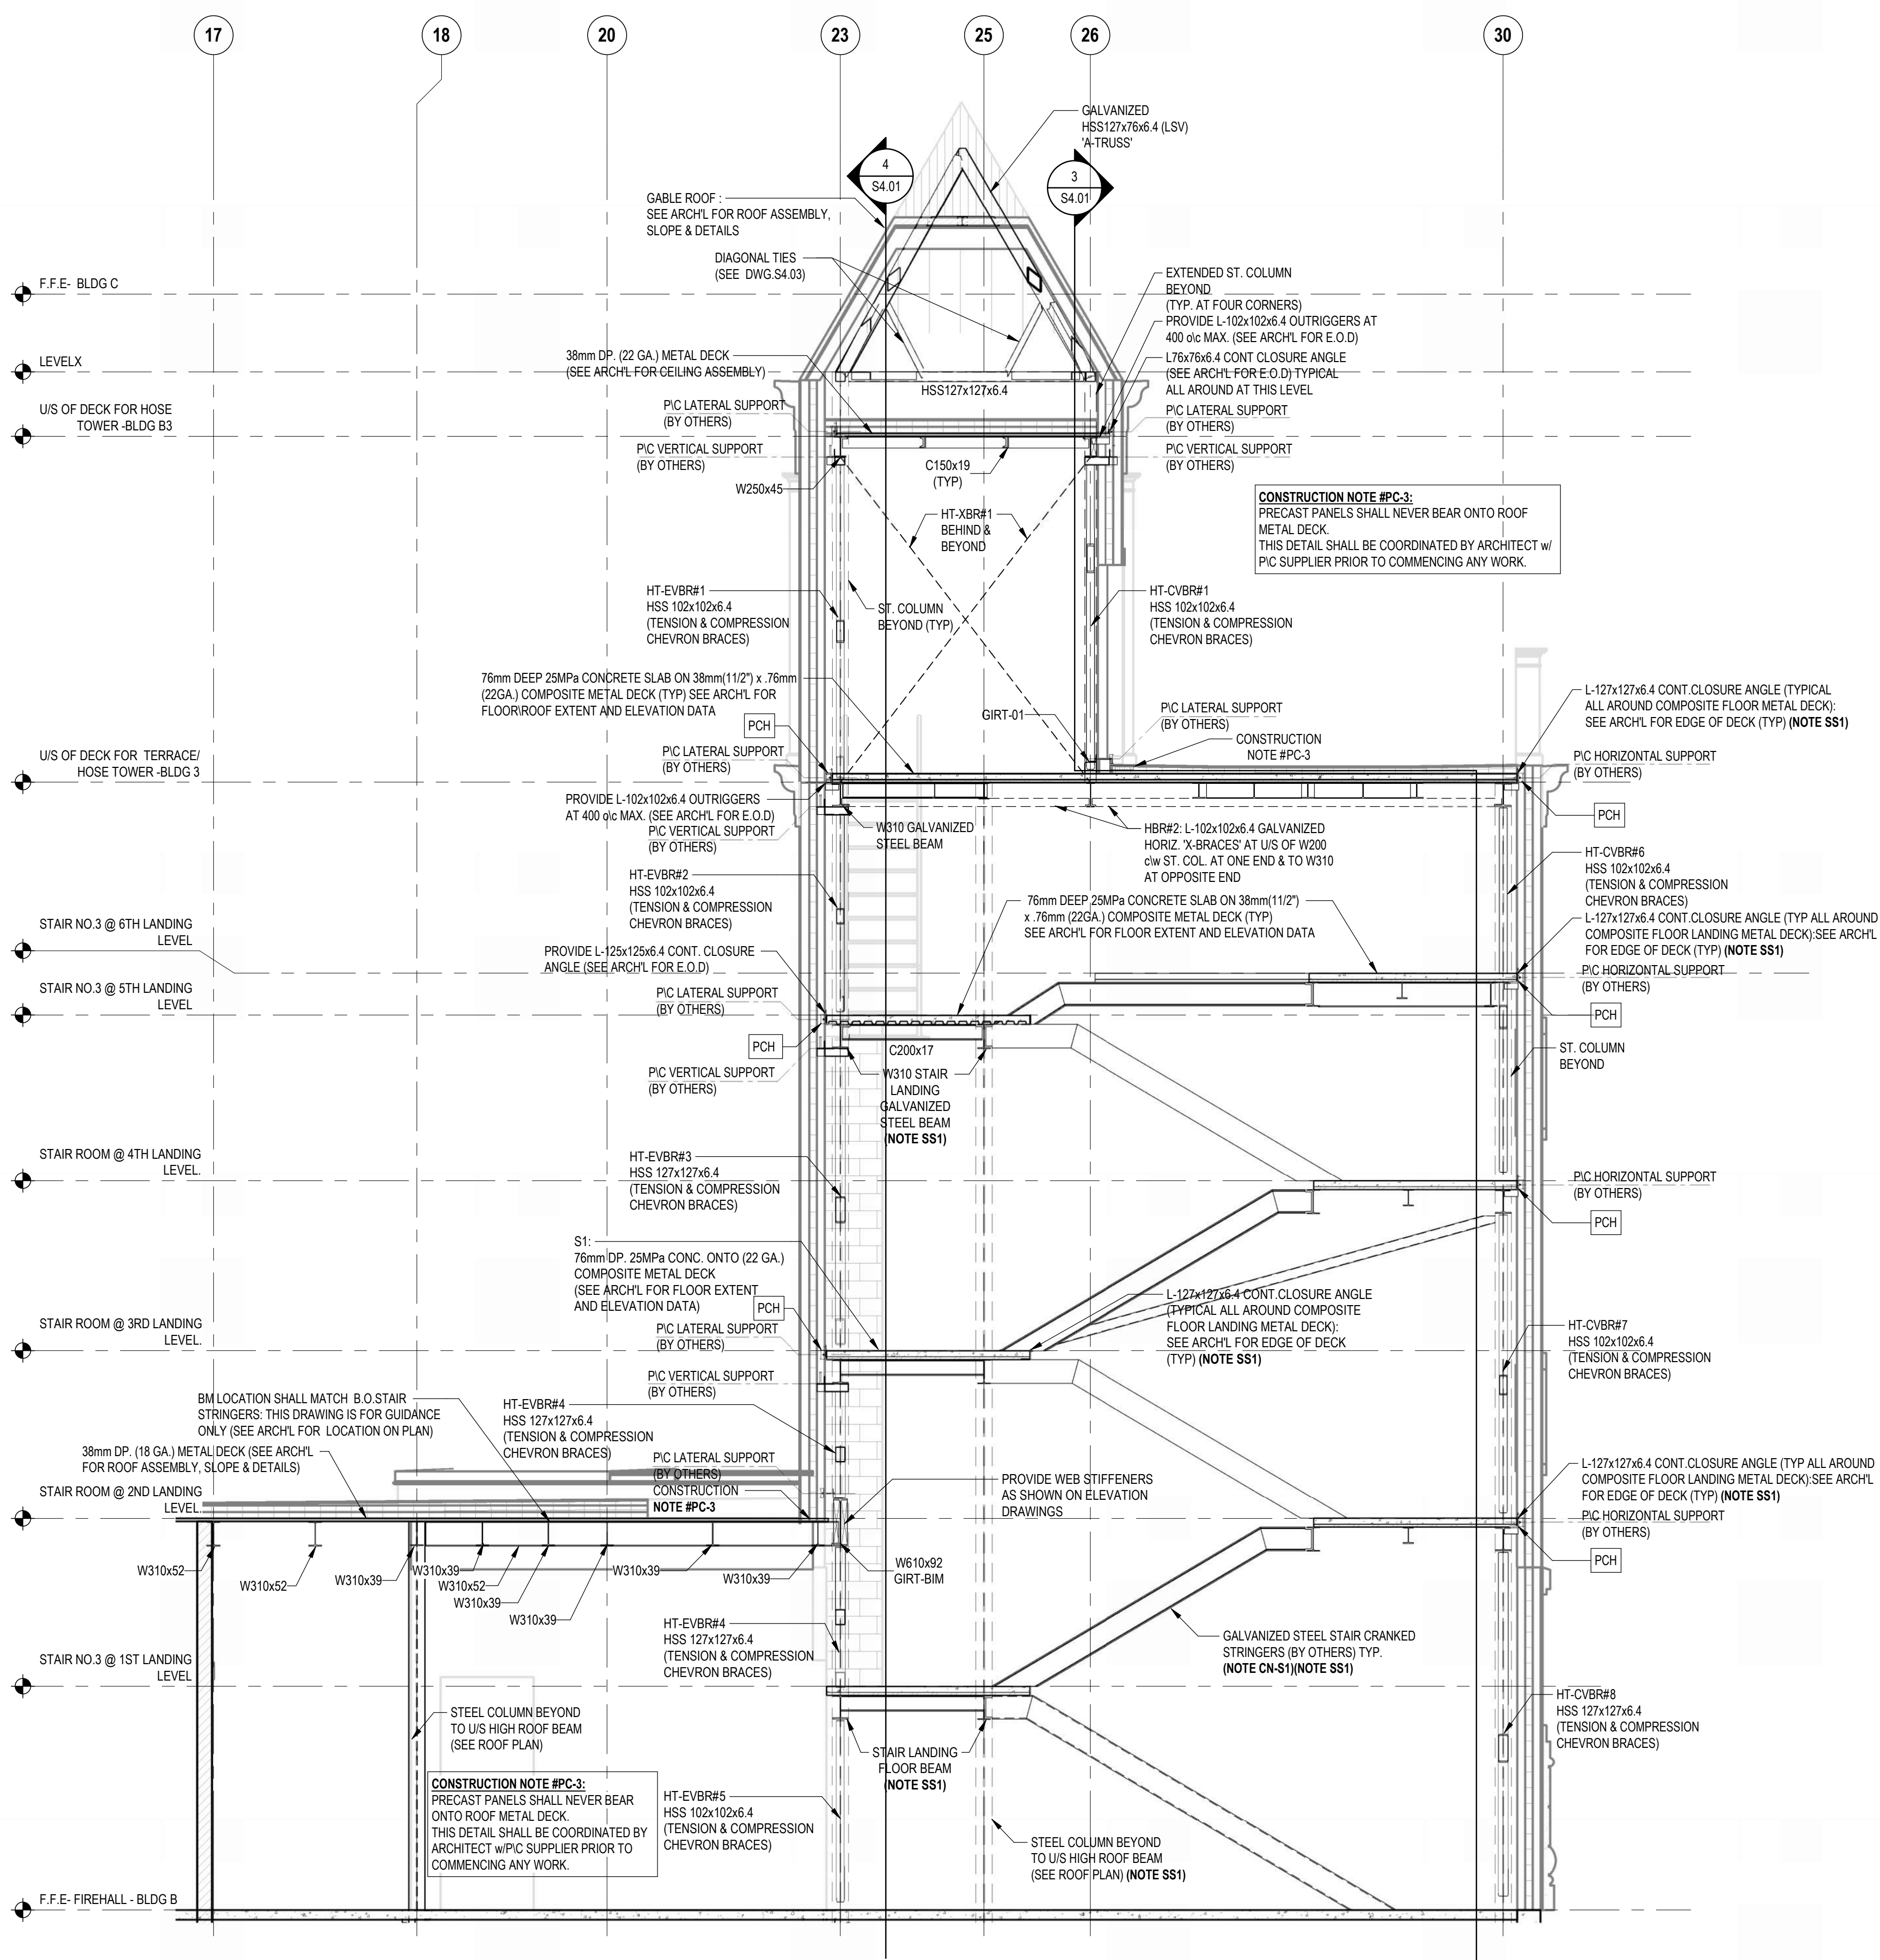 17
18
20
23
25
26
30
GALVANIZED
HSS127x76x6.4 (LSV)
'A-TRUSS'
4
S4.01
3
S4.01
GABLE ROOF :
SEE ARCH'L FOR ROOF ASSEMBLY,
SLOPE & DETAILS
DIAGONAL TIES
(SEE DWG.S4.03)
F.F.E- BLDG C
EXTENDED ST. COLUMN
BEYOND
(TYP. AT FOUR CORNERS)
PROVIDE L-102x102x6.4 OUTRIGGERS AT
400 o\c MAX. (SEE ARCH'L FOR E.O.D)
LEVELX
38mm DP. (22 GA.) METAL DECK
(SEE ARCH'L FOR CEILING ASSEMBLY)
L76x76x6.4 CONT CLOSURE ANGLE
(SEE ARCH'L FOR E.O.D) TYPICAL
ALL AROUND AT THIS LEVEL
HSS127x127x6.4
U/S OF DECK FOR HOSE
TOWER -BLDG B3
P\C LATERAL SUPPORT
(BY OTHERS)
P\C LATERAL SUPPORT
(BY OTHERS)
P\C VERTICAL SUPPORT
(BY OTHERS)
P\C VERTICAL SUPPORT
(BY OTHERS)
C150x19
(TYP)
W250x45
HT-XBR#1
BEHIND &
BEYOND
CONSTRUCTION NOTE #PC-3:
PRECAST PANELS SHALL NEVER BEAR ONTO ROOF
METAL DECK.
THIS DETAIL SHALL BE COORDINATED BY ARCHITECT w/
P\C SUPPLIER PRIOR TO COMMENCING ANY WORK.
HT-EVBR#1
HSS 102x102x6.4
(TENSION & COMPRESSION
CHEVRON BRACES)
ST. COLUMN
BEYOND (TYP)
HT-CVBR#1
HSS 102x102x6.4
(TENSION & COMPRESSION
CHEVRON BRACES)
76mm DEEP 25MPa CONCRETE SLAB ON 38mm(11/2") x .76mm
(22GA.) COMPOSITE METAL DECK (TYP) SEE ARCH'L FOR
FLOOR\ROOF EXTENT AND ELEVATION DATA
PCH
GIRT-01
P\C LATERAL SUPPORT
(BY OTHERS)
CONSTRUCTION
NOTE #PC-3
L-127x127x6.4 CONT.CLOSURE ANGLE (TYPICAL
ALL AROUND COMPOSITE FLOOR METAL DECK):
SEE ARCH'L FOR EDGE OF DECK (TYP) (NOTE SS1)
U/S OF DECK FOR TERRACE/
HOSE TOWER -BLDG 3
P\C LATERAL SUPPORT
(BY OTHERS)
P\C HORIZONTAL SUPPORT
(BY OTHERS)
PCH
PROVIDE L-102x102x6.4 OUTRIGGERS
AT 400 o\c MAX. (SEE ARCH'L FOR E.O.D)
P\C VERTICAL SUPPORT
(BY OTHERS)
W310 GALVANIZED
STEEL BEAM
HBR#2: L-102x102x6.4 GALVANIZED
HORIZ. 'X-BRACES' AT U/S OF W200
c\w ST. COL. AT ONE END & TO W310
AT OPPOSITE END
HT-CVBR#6
HSS 102x102x6.4
(TENSION & COMPRESSION
CHEVRON BRACES)
HT-EVBR#2
HSS 102x102x6.4
(TENSION & COMPRESSION
CHEVRON BRACES)
76mm DEEP 25MPa CONCRETE SLAB ON 38mm(11/2")
x .76mm (22GA.) COMPOSITE METAL DECK (TYP)
SEE ARCH'L FOR FLOOR EXTENT AND ELEVATION DATA
L-127x127x6.4 CONT.CLOSURE ANGLE (TYP ALL AROUND
COMPOSITE FLOOR LANDING METAL DECK):SEE ARCH'L
FOR EDGE OF DECK (TYP) (NOTE SS1)
STAIR NO.3 @ 6TH LANDING
LEVEL
PROVIDE L-125x125x6.4 CONT. CLOSURE
ANGLE (SEE ARCH'L FOR E.O.D)
P\C HORIZONTAL SUPPORT
(BY OTHERS)
PCH
STAIR NO.3 @ 5TH LANDING
LEVEL
P\C LATERAL SUPPORT
(BY OTHERS)
PCH
C200x17
ST. COLUMN
BEYOND
P\C VERTICAL SUPPORT
(BY OTHERS)
W310 STAIR
LANDING
GALVANIZED
STEEL BEAM
(NOTE SS1)
STAIR ROOM @ 4TH LANDING
LEVEL.
HT-EVBR#3
HSS 127x127x6.4
(TENSION & COMPRESSION
CHEVRON BRACES)
P\C HORIZONTAL SUPPORT
(BY OTHERS)
PCH
S1:
76mm DP. 25MPa CONC. ONTO (22 GA.)
COMPOSITE METAL DECK
(SEE ARCH'L FOR FLOOR EXTENT
AND ELEVATION DATA)
PCH
L-127x127x6.4 CONT.CLOSURE ANGLE
(TYPICAL ALL AROUND COMPOSITE
FLOOR LANDING METAL DECK):
SEE ARCH'L FOR EDGE OF DECK
(TYP) (NOTE SS1)
STAIR ROOM @ 3RD LANDING
LEVEL.
P\C LATERAL SUPPORT
(BY OTHERS)
HT-CVBR#7
HSS 102x102x6.4
(TENSION & COMPRESSION
CHEVRON BRACES)
P\C VERTICAL SUPPORT
(BY OTHERS)
BM LOCATION SHALL MATCH B.O.STAIR
STRINGERS: THIS DRAWING IS FOR GUIDANCE
ONLY (SEE ARCH'L FOR LOCATION ON PLAN)
HT-EVBR#4
HSS 127x127x6.4
(TENSION & COMPRESSION
CHEVRON BRACES)
38mm DP. (18 GA.) METAL DECK (SEE ARCH'L
FOR ROOF ASSEMBLY, SLOPE & DETAILS)
P\C LATERAL SUPPORT
(BY OTHERS)
CONSTRUCTION
NOTE #PC-3
PROVIDE WEB STIFFENERS
AS SHOWN ON ELEVATION
DRAWINGS
L-127x127x6.4 CONT.CLOSURE ANGLE (TYP ALL AROUND
COMPOSITE FLOOR LANDING METAL DECK):SEE ARCH'L
FOR EDGE OF DECK (TYP) (NOTE SS1)
STAIR ROOM @ 2ND LANDING
LEVEL.
P\C HORIZONTAL SUPPORT
(BY OTHERS)
PCH
W310x52
W310x52
W310x39
W310x39
W310x52
W310x39
W310x39
W310x39
W310x39
W610x92
GIRT-BIM
HT-EVBR#4
HSS 127x127x6.4
(TENSION & COMPRESSION
CHEVRON BRACES)
GALVANIZED STEEL STAIR CRANKED
STRINGERS (BY OTHERS) TYP.
(NOTE CN-S1)(NOTE SS1)
STAIR NO.3 @ 1ST LANDING
LEVEL
HT-CVBR#8
HSS 127x127x6.4
(TENSION & COMPRESSION
CHEVRON BRACES)
STEEL COLUMN BEYOND
TO U/S HIGH ROOF BEAM
(SEE ROOF PLAN)
STAIR LANDING
FLOOR BEAM
(NOTE SS1)
CONSTRUCTION NOTE #PC-3:
PRECAST PANELS SHALL NEVER BEAR
ONTO ROOF METAL DECK.
THIS DETAIL SHALL BE COORDINATED BY
ARCHITECT w/P\C SUPPLIER PRIOR TO
COMMENCING ANY WORK.
HT-EVBR#5
HSS 102x102x6.4
(TENSION & COMPRESSION
CHEVRON BRACES)
STEEL COLUMN BEYOND
TO U/S HIGH ROOF BEAM
(SEE ROOF PLAN) (NOTE SS1)
F.F.E- FIREHALL - BLDG B